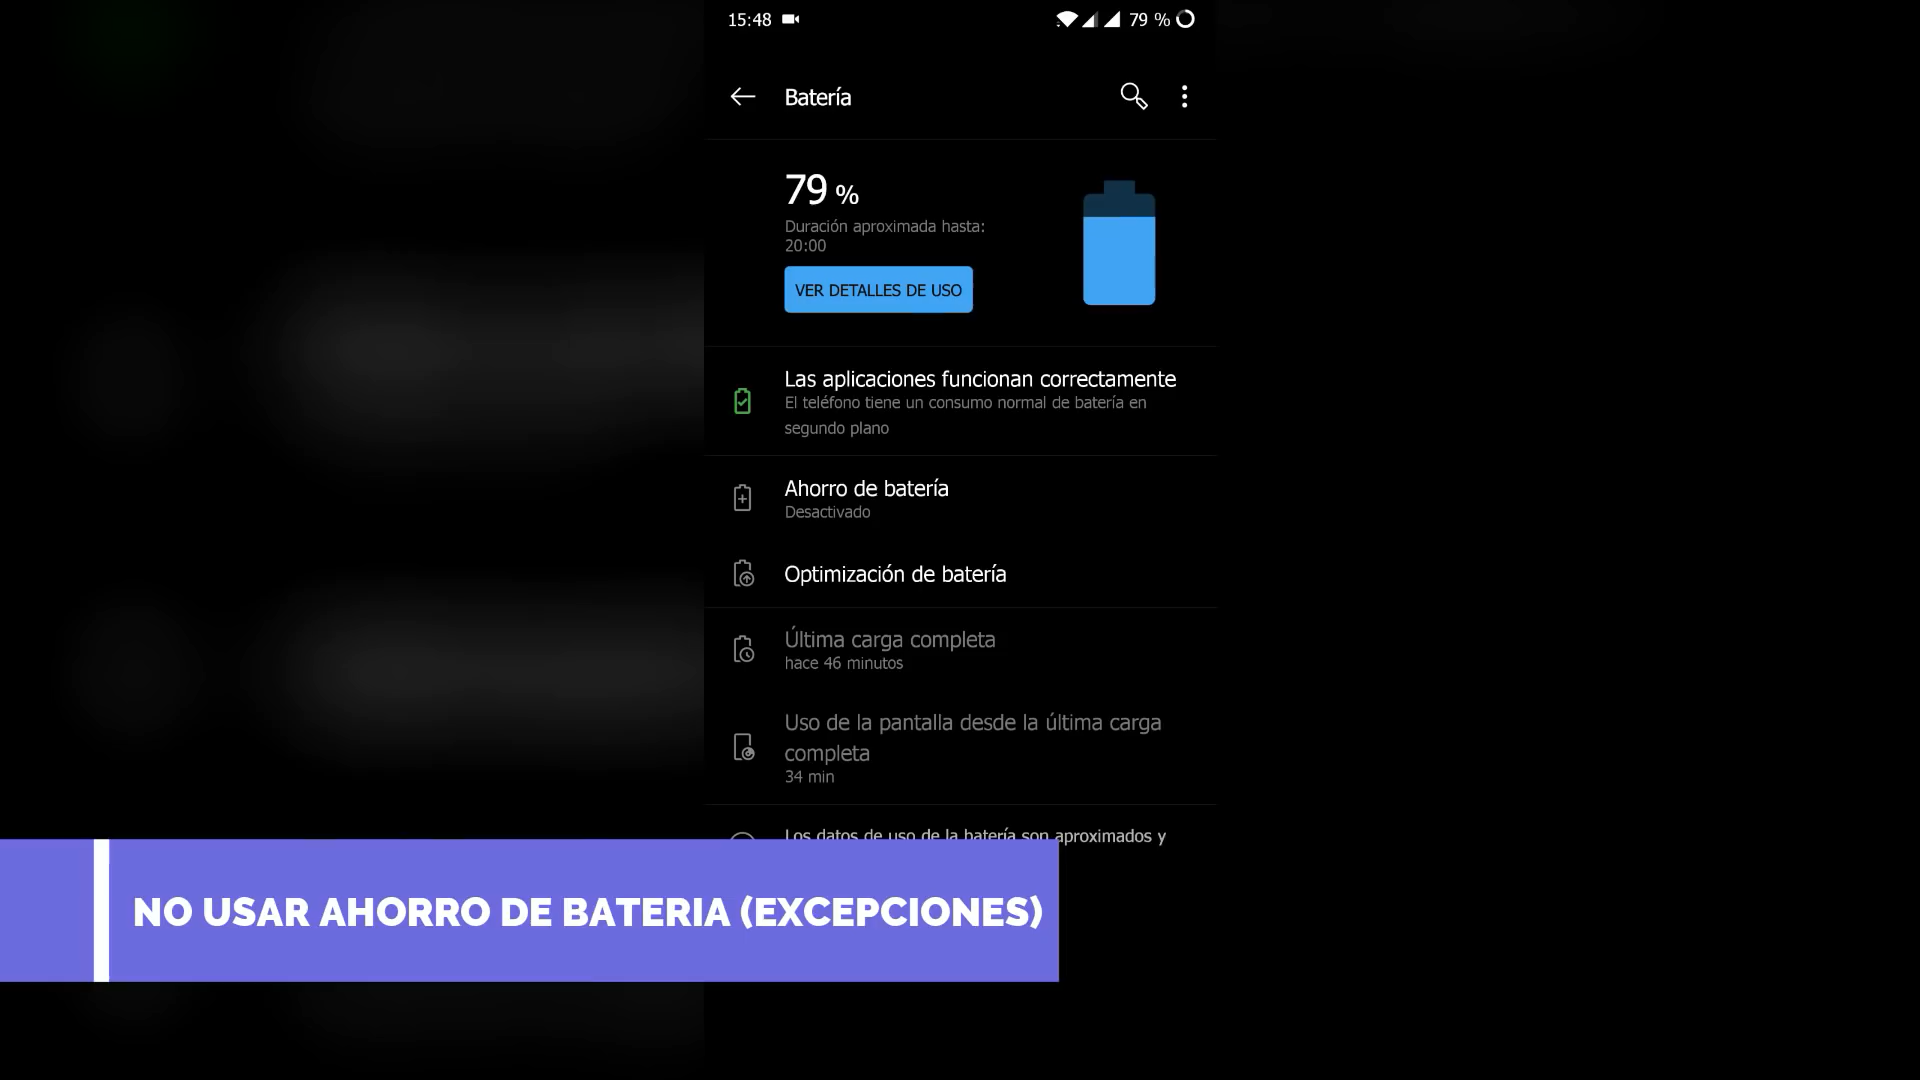 15:48
79 %
Batería
79 %
Duración aproximada hasta:
20:00
VER DETALLES DE USO
Las aplicaciones funcionan correctamente
El teléfono tiene un consumo normal de batería en
segundo plano
Ahorro de batería
Desactivado
Optimización de batería
Última carga completa
hace 46 minutos
Uso de la pantalla desde la última carga
completa
34 min
Los datos de uso de la batería son aproximados y
NO USAR AHORRO DE BATERIA (EXCEPCIONES)